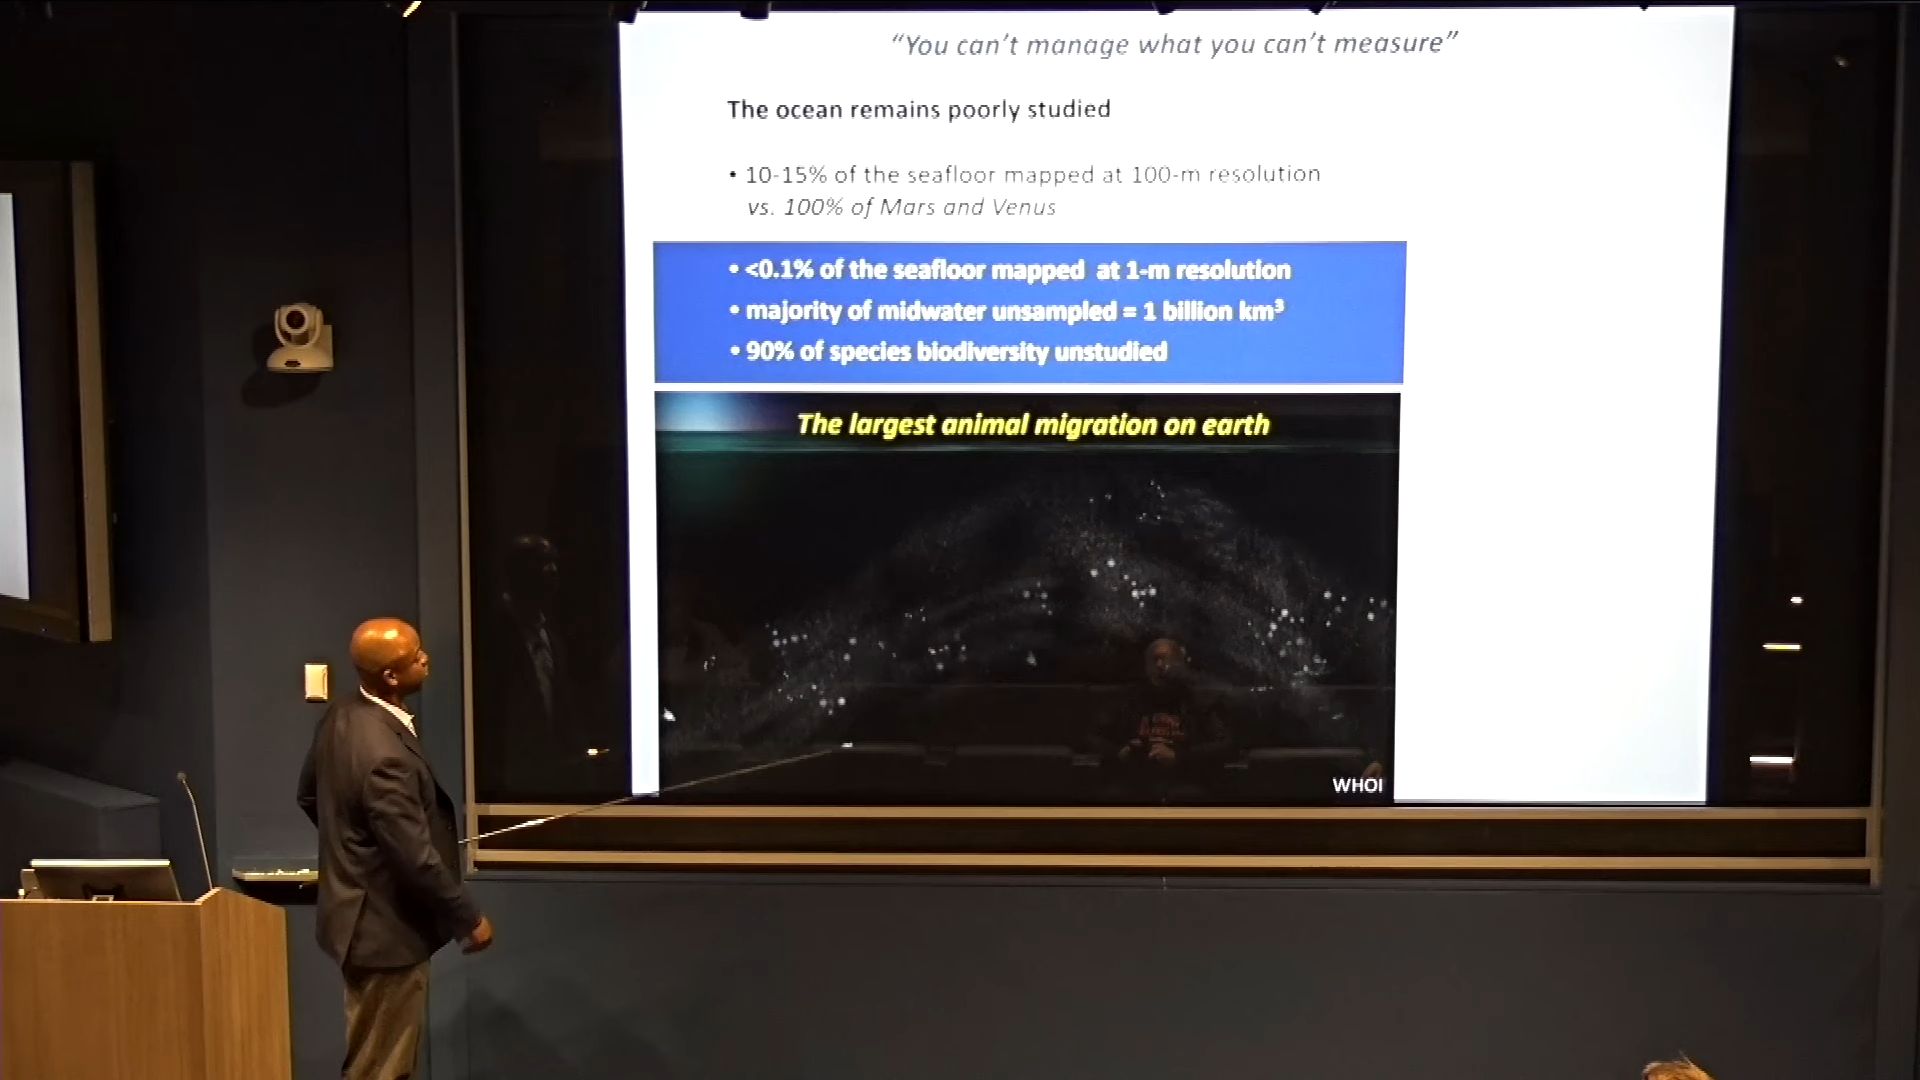 “You can’t manage what you can’t measure”
The ocean remains poorly studied
• 10-15% of the seafloor mapped at 100-m resolution
vs. 100% of Mars and Venus
• <0.1% of the seafloor mapped at 1-m resolution
• majority of midwater unsampled = 1 billion km³
• 90% of species biodiversity unstudied
The largest animal migration on earth
WHOI